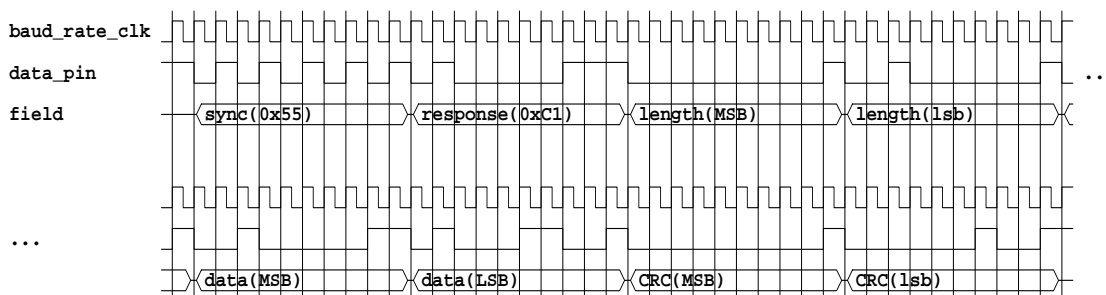 baud_rate_clk
data_pin ..
field sync(0x55) response(0xC1) length(MSB) length(lsb)
...
data(MSB) data(LSB) CRC(MSB) CRC(lsb)